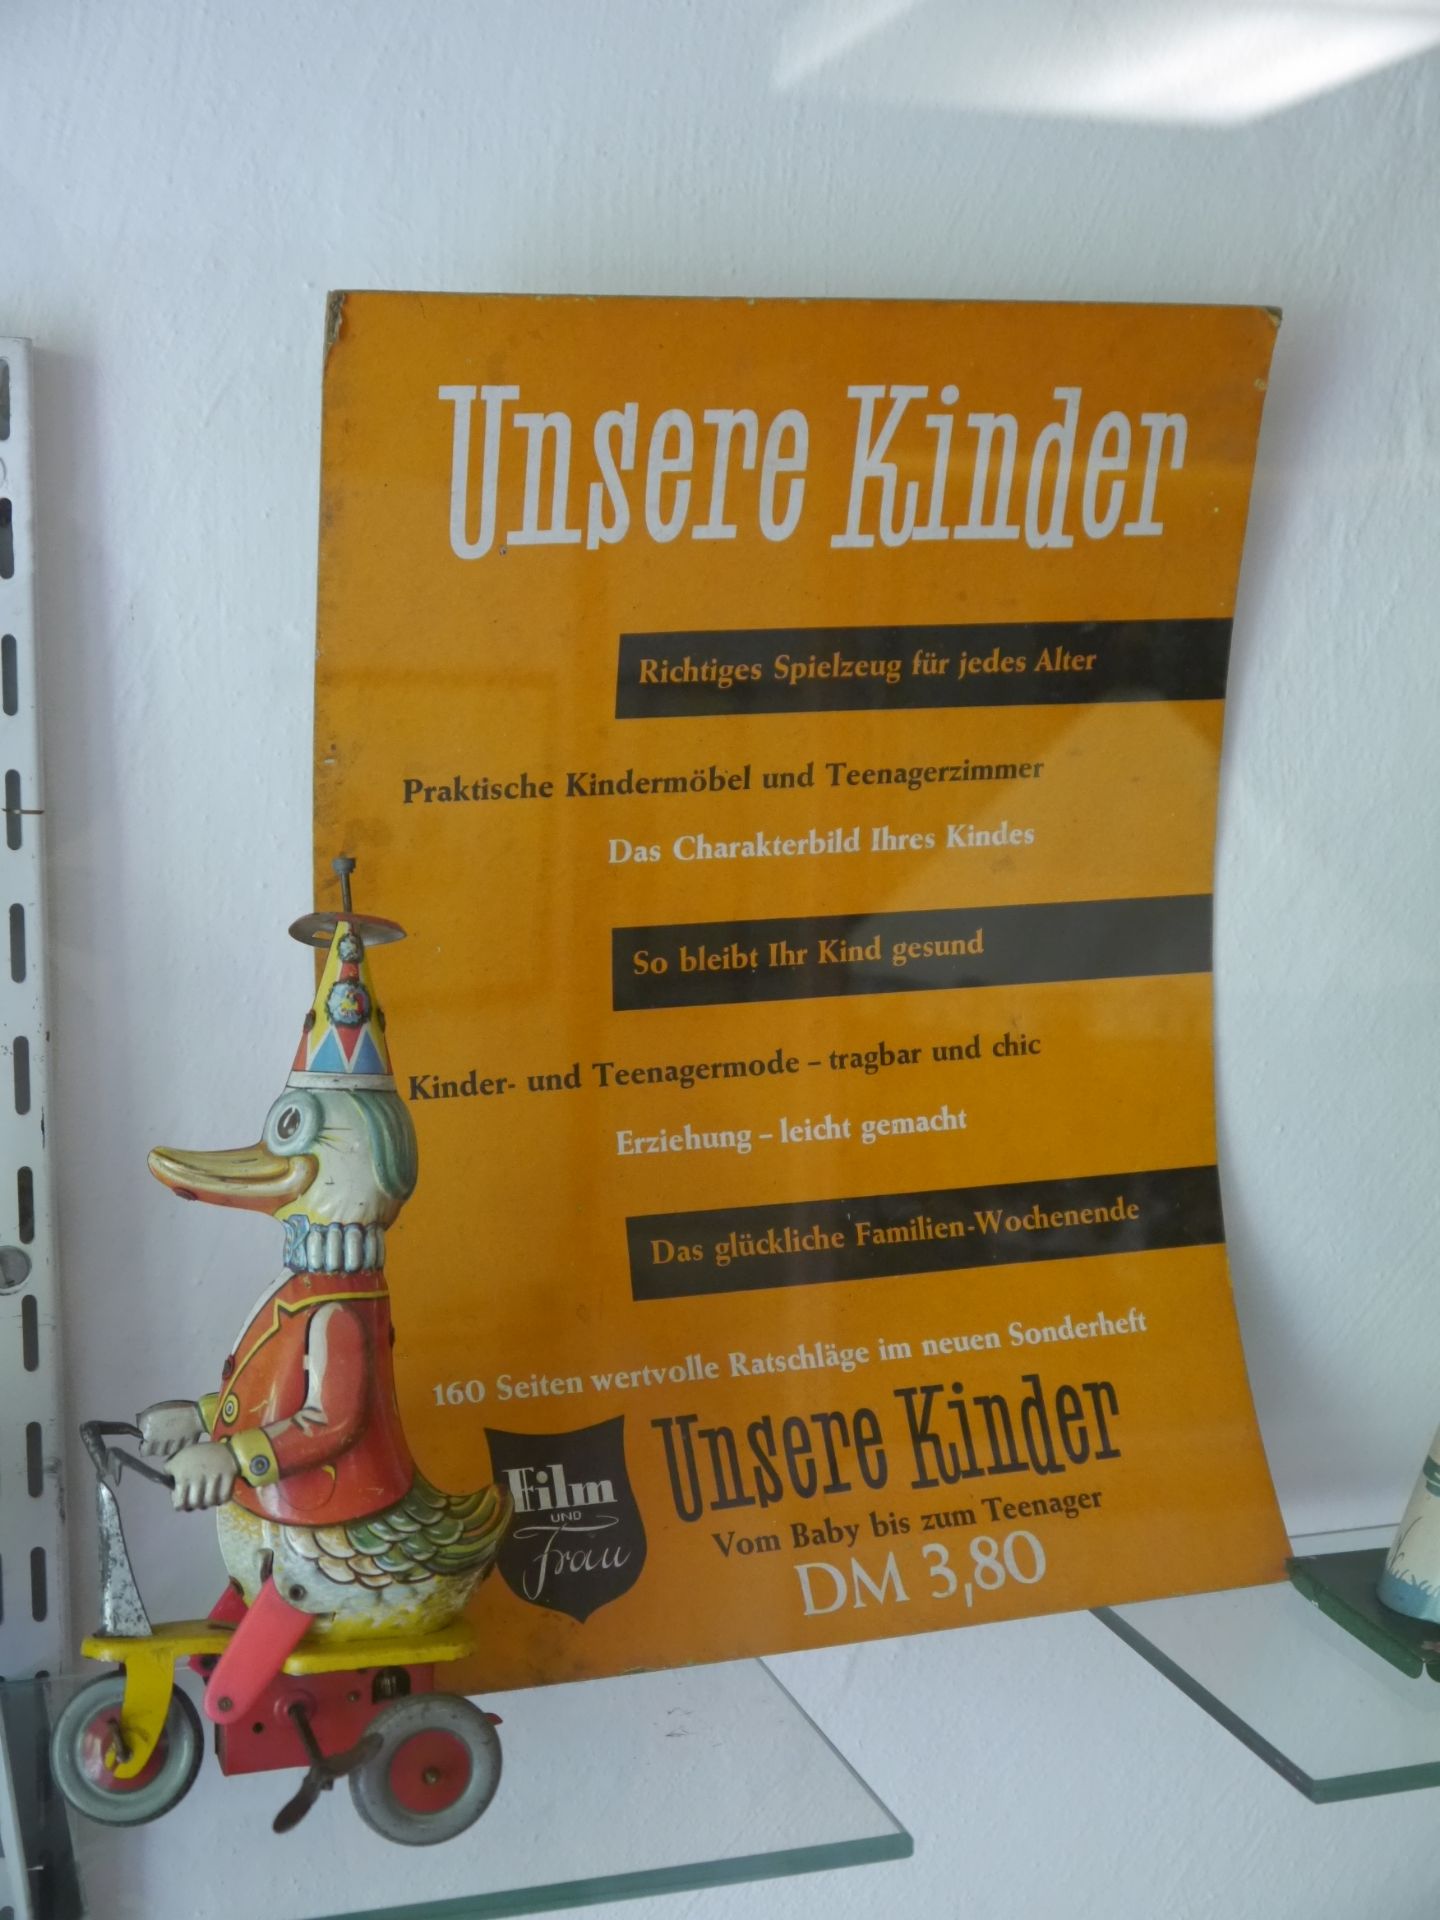 Unsere Kinder
Richtiges Spielzeug für jedes Alter
Praktische Kindermöbel und Teenagerzimmer
Das Charakterbild Ihres Kindes
So bleibt Ihr Kind gesund
Kinder- und Teenagermode – tragbar und chic
Erziehung – leicht gemacht
Das glückliche Familien-Wochenende
160 Seiten wertvolle Ratschläge im neuen Sonderheft
Film
UND
Frau
Unsere Kinder
Vom Baby bis zum Teenager
DM 3,80